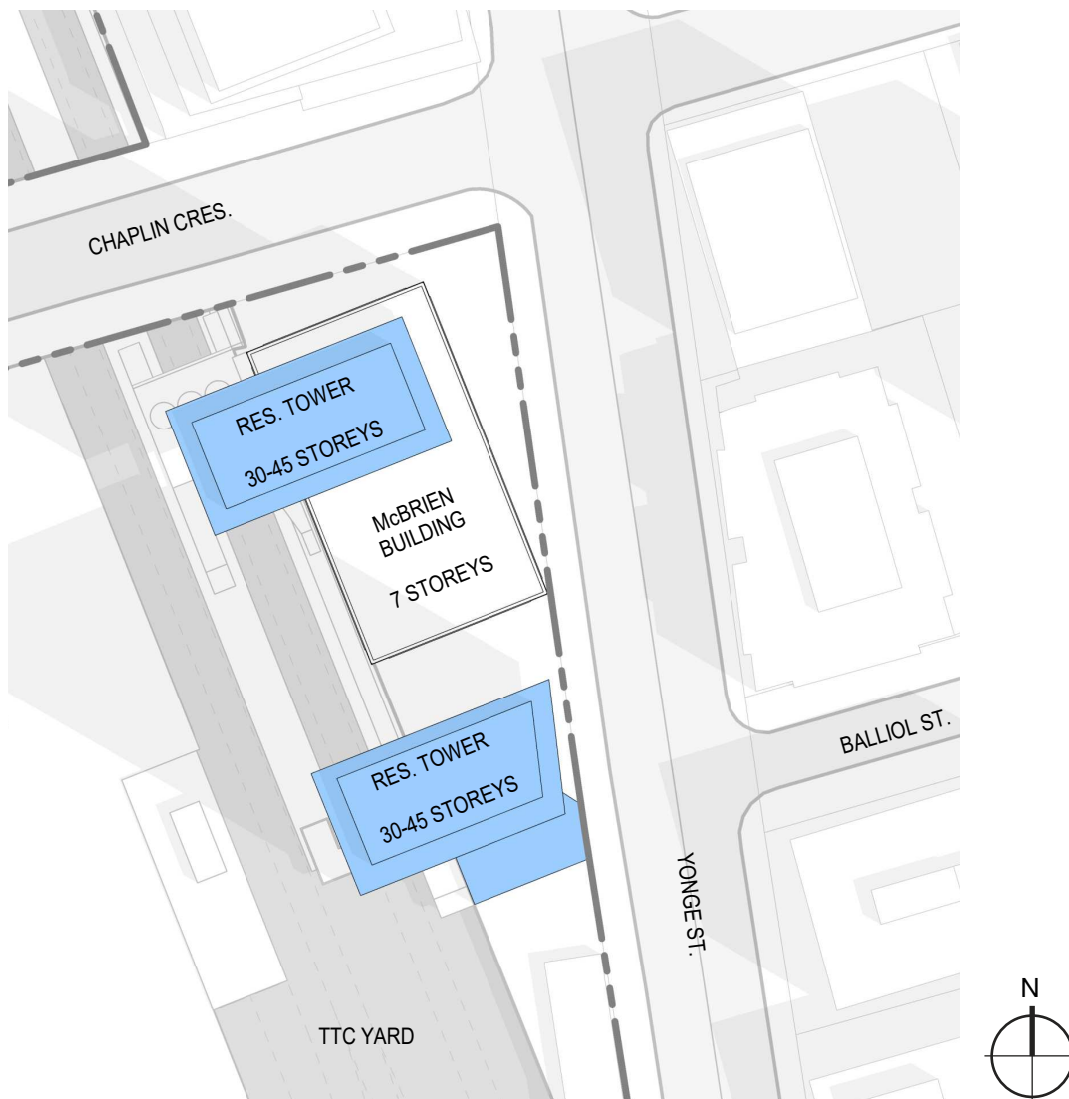 CHAPLIN CRES.
RES. TOWER
30-45 STOREYS
McBRIEN
BUILDING
7 STOREYS
RES. TOWER
30-45 STOREYS
BALLIOL ST.
YONGE ST.
TTC YARD
N